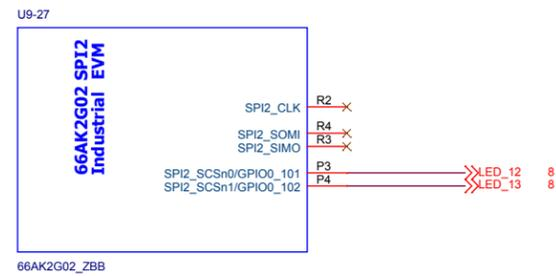 U9-27
66AK2G02 SPI2
Industrial EVM
SPI2_CLK R2
SPI2_SOMI R4
SPI2_SIMO R3
SPI2_SCSn0/GPIO0_101 P3 LED_12 8
SPI2_SCSn1/GPIO0_102 P4 LED_13 8
66AK2G02_ZBB